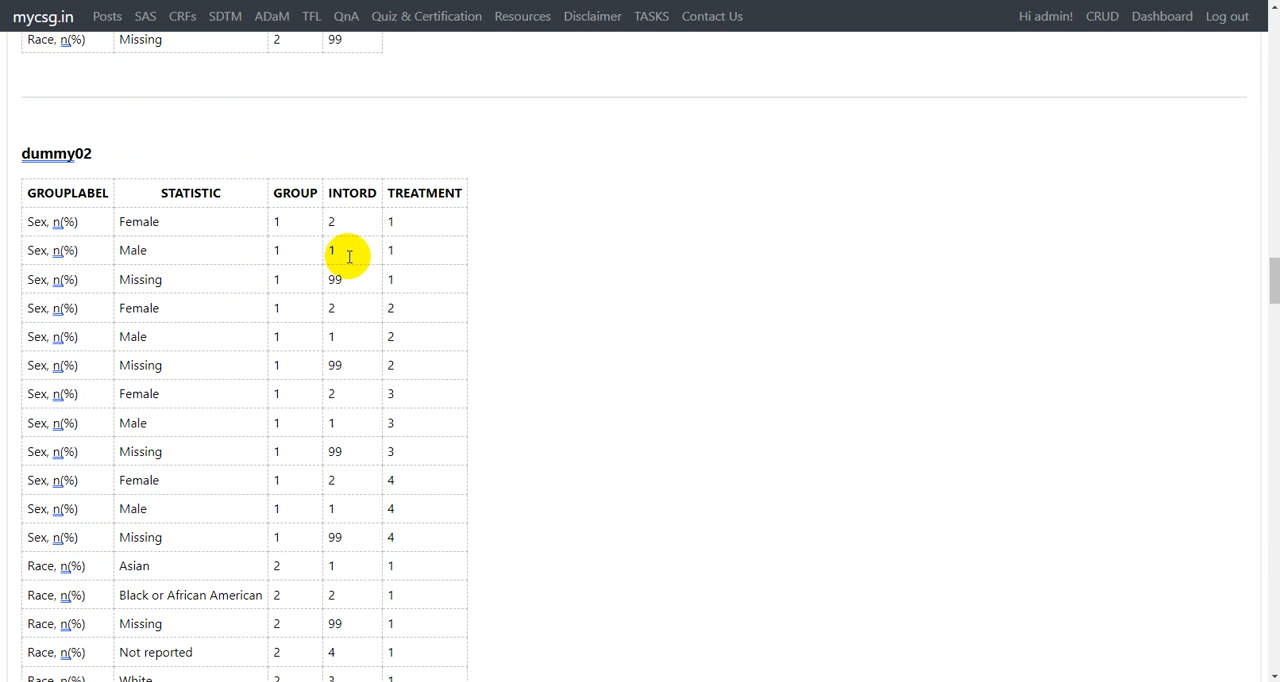 mycsg.in Posts SAS CRFs SDTM ADaM TFL QnA Quiz & Certification Resources Disclaimer TASKS Contact Us Hi admin! CRUD Dashboard Log out
Race, n(%) Missing 2 99
dummy02
GROUPLABEL STATISTIC GROUP INTORD TREATMENT
Sex, n(%) Female 1 2 1
Sex, n(%) Male 1 1 1
Sex, n(%) Missing 1 99 1
Sex, n(%) Female 1 2 2
Sex, n(%) Male 1 1 2
Sex, n(%) Missing 1 99 2
Sex, n(%) Female 1 2 3
Sex, n(%) Male 1 1 3
Sex, n(%) Missing 1 99 3
Sex, n(%) Female 1 2 4
Sex, n(%) Male 1 1 4
Sex, n(%) Missing 1 99 4
Race, n(%) Asian 2 1 1
Race, n(%) Black or African American 2 2 1
Race, n(%) Missing 2 99 1
Race, n(%) Not reported 2 4 1
Race, n(%) White 2 3 1